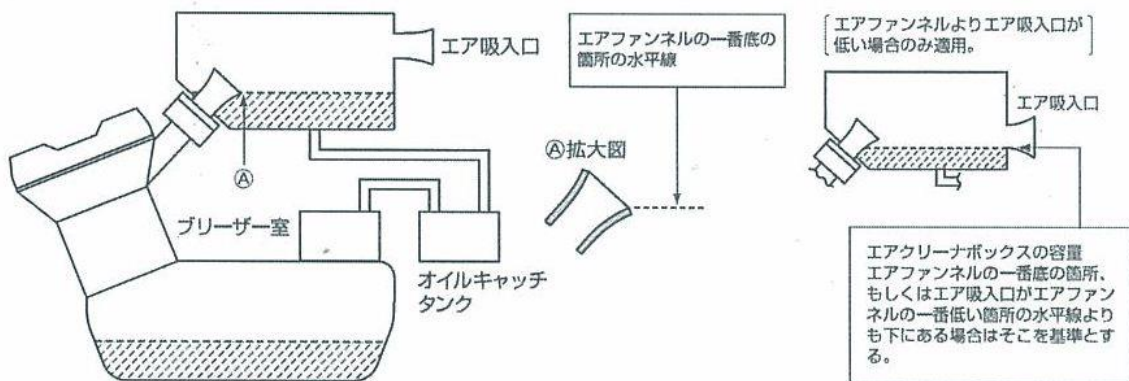 エア吸入口
Ⓐ
ブリーザー室
オイルキャッチ
タンク
エアファンネルの一番底の
箇所の水平線
Ⓐ拡大図
エアファンネルよりエア吸入口が
低い場合のみ適用。
エア吸入口
エアクリーナボックスの容量
エアファンネルの一番底の箇所、
もしくはエア吸入口がエアファン
ネルの一番低い箇所の水平線より
も下にある場合はそこを基準とす
る。